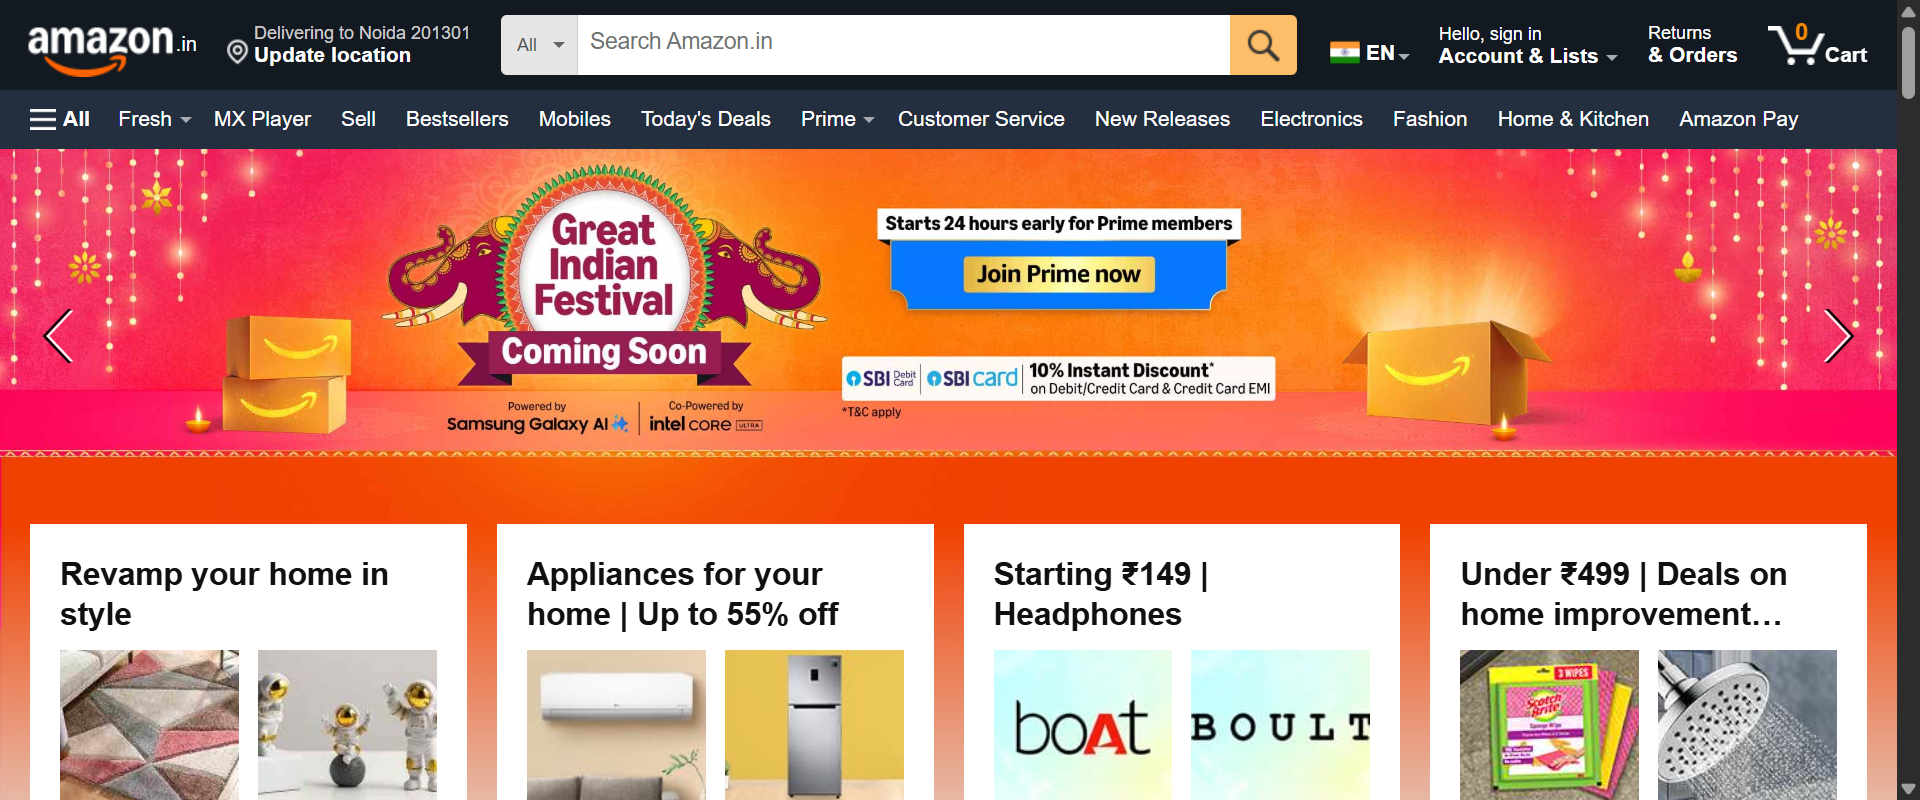 amazon.in
Delivering to Noida 201301
Update location
All
Search Amazon.in
EN
Hello, sign in
Account & Lists
Returns
& Orders
0
Cart
All
Fresh
MX Player
Sell
Bestsellers
Mobiles
Today's Deals
Prime
Customer Service
New Releases
Electronics
Fashion
Home & Kitchen
Amazon Pay
Great
Indian
Festival
Coming Soon
Powered by
Samsung Galaxy AI
Co-Powered by
intel CORE ULTRA
Starts 24 hours early for Prime members
Join Prime now
SBI Debit Card
SBI card
10% Instant Discount*
on Debit/Credit Card & Credit Card EMI
*T&C apply
Revamp your home in
style
Appliances for your
home | Up to 55% off
Starting ₹149 |
Headphones
boAt
BOULT
Under ₹499 | Deals on
home improvement…
3 WIPES
Scotch
Brite
Sponge Wipe